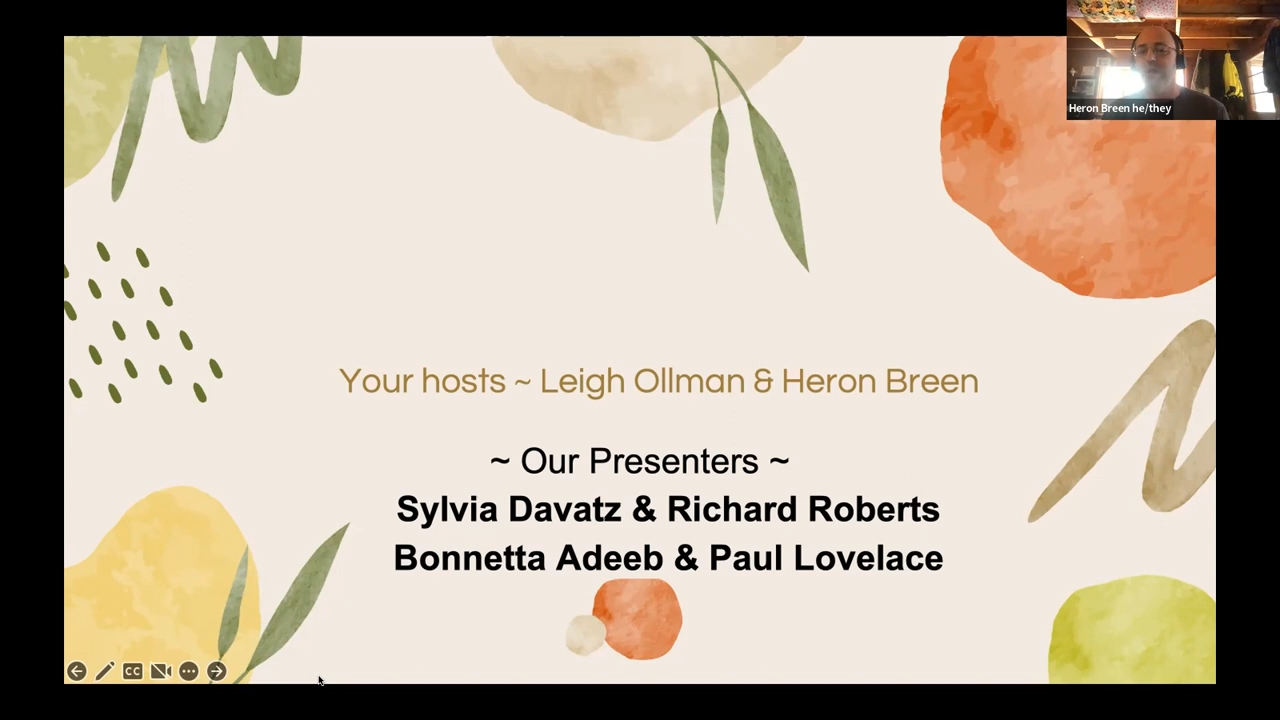 Heron Breen he/they
Your hosts ~ Leigh Ollman & Heron Breen
~ Our Presenters ~
Sylvia Davatz & Richard Roberts
Bonnetta Adeeb & Paul Lovelace
CC